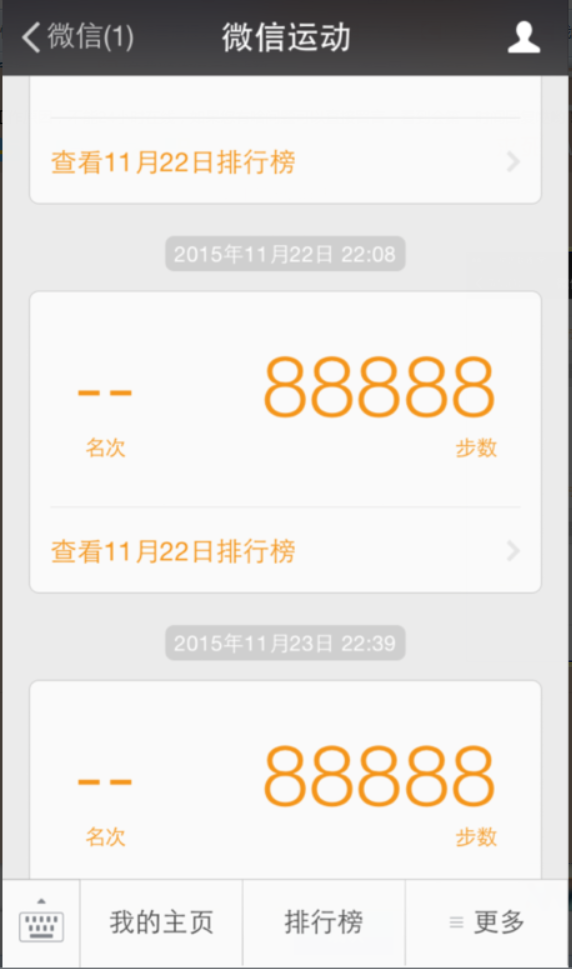 微信(1)
微信运动
查看11月22日排行榜
2015年11月22日 22:08
-- 88888
名次 步数
查看11月22日排行榜
2015年11月23日 22:39
-- 88888
名次 步数
我的主页 排行榜 更多